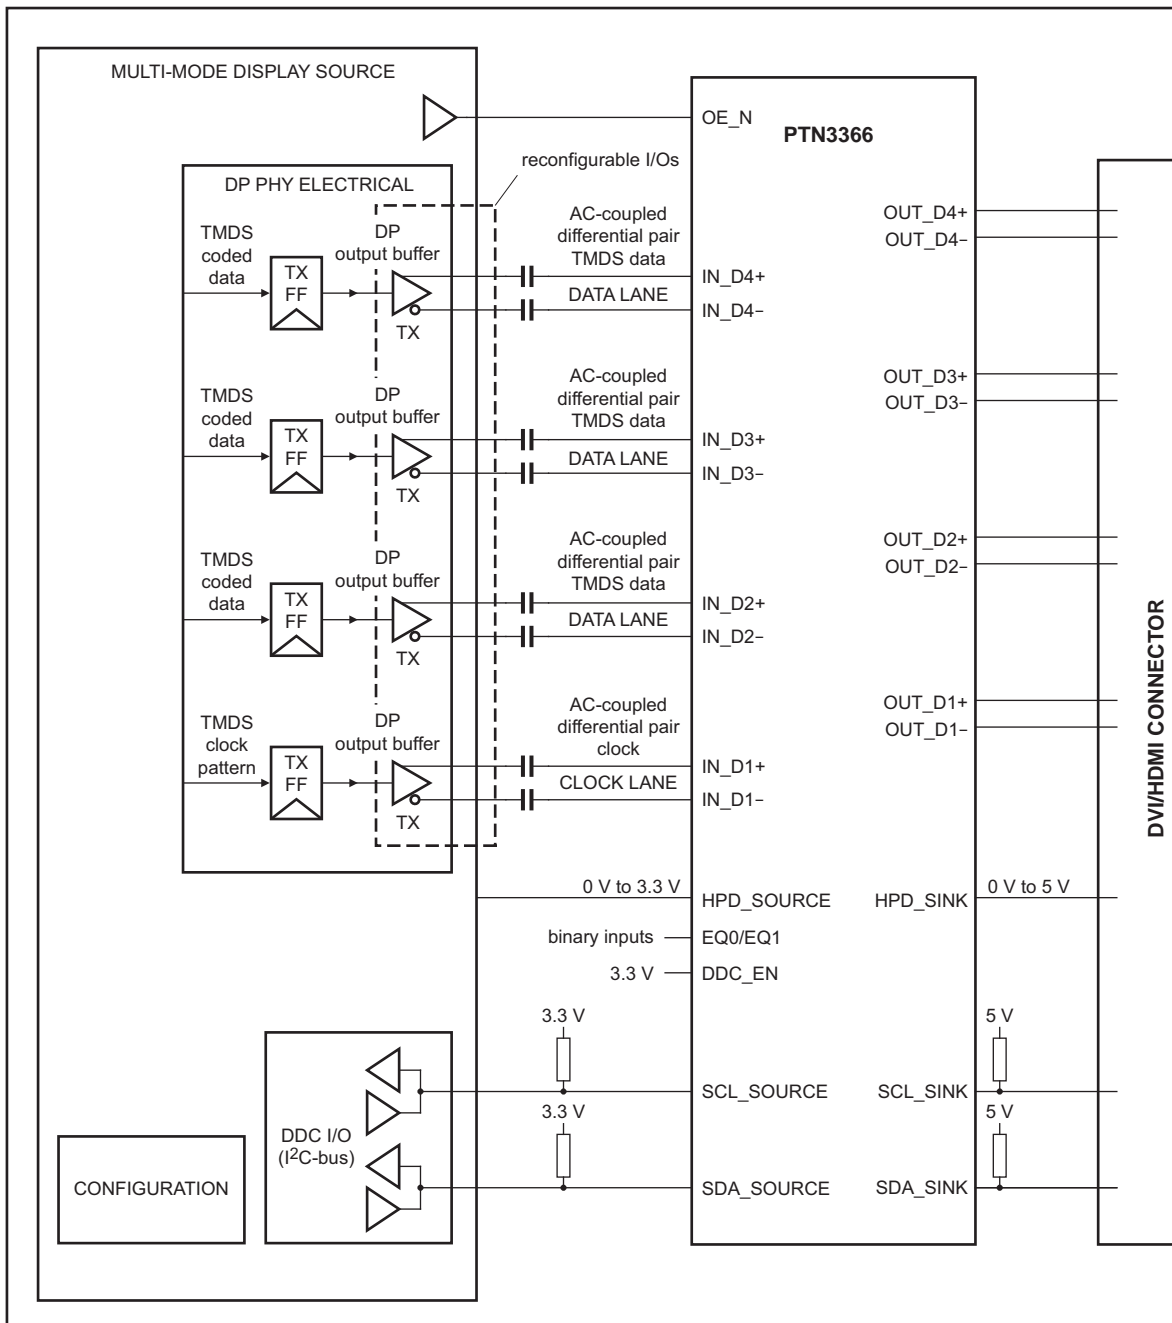 MULTI-MODE DISPLAY SOURCE
OE_N
PTN3366
reconfigurable I/Os
DP PHY ELECTRICAL
TMDS
coded
data
TX
FF
DP
output buffer
TX
AC-coupled
differential pair
TMDS data
DATA LANE
IN_D4+
IN_D4−
OUT_D4+
OUT_D4−
TMDS
coded
data
TX
FF
DP
output buffer
TX
AC-coupled
differential pair
TMDS data
DATA LANE
IN_D3+
IN_D3−
OUT_D3+
OUT_D3−
TMDS
coded
data
TX
FF
DP
output buffer
TX
AC-coupled
differential pair
TMDS data
DATA LANE
IN_D2+
IN_D2−
OUT_D2+
OUT_D2−
TMDS
clock
pattern
TX
FF
DP
output buffer
TX
AC-coupled
differential pair
clock
CLOCK LANE
IN_D1+
IN_D1−
OUT_D1+
OUT_D1−
DVI/HDMI CONNECTOR
0 V to 3.3 V
HPD_SOURCE
HPD_SINK
0 V to 5 V
binary inputs
EQ0/EQ1
3.3 V
DDC_EN
3.3 V
5 V
SCL_SOURCE
SCL_SINK
3.3 V
5 V
DDC I/O
(I²C-bus)
SDA_SOURCE
SDA_SINK
CONFIGURATION